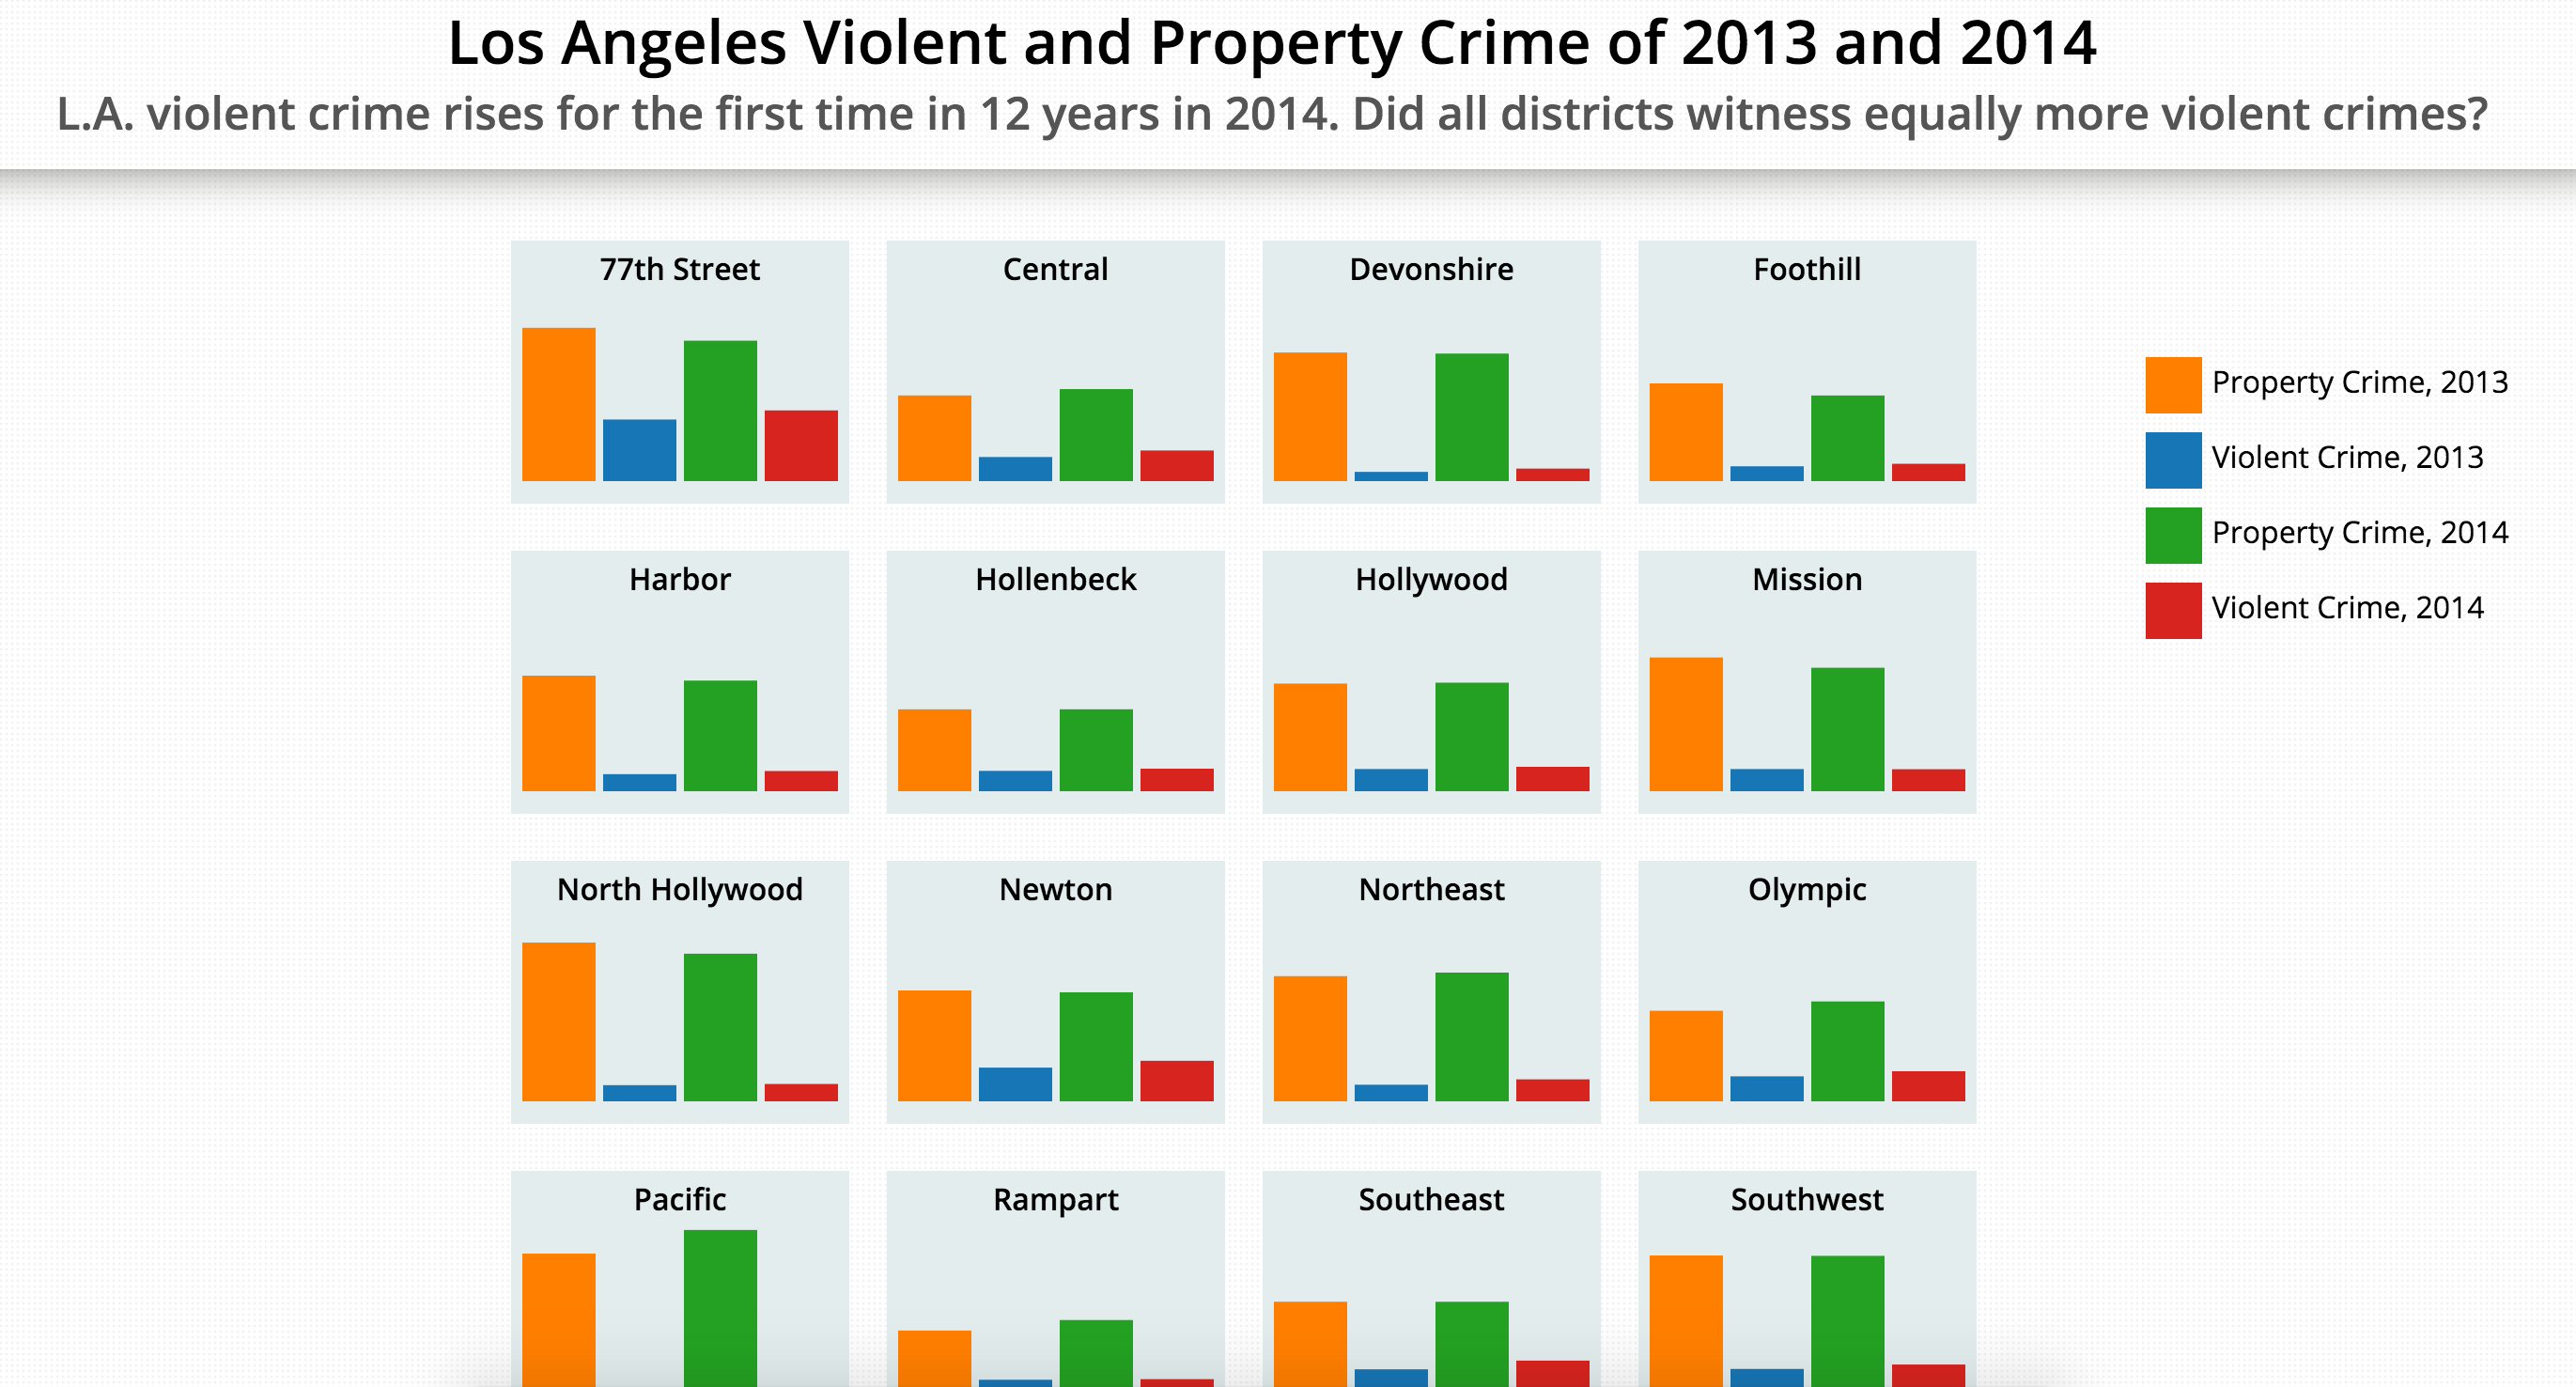 Los Angeles Violent and Property Crime of 2013 and 2014
L.A. violent crime rises for the first time in 12 years in 2014. Did all districts witness equally more violent crimes?
77th Street
Central
Devonshire
Foothill
Property Crime, 2013
Violent Crime, 2013
Property Crime, 2014
Violent Crime, 2014
Harbor
Hollenbeck
Hollywood
Mission
North Hollywood
Newton
Northeast
Olympic
Pacific
Rampart
Southeast
Southwest